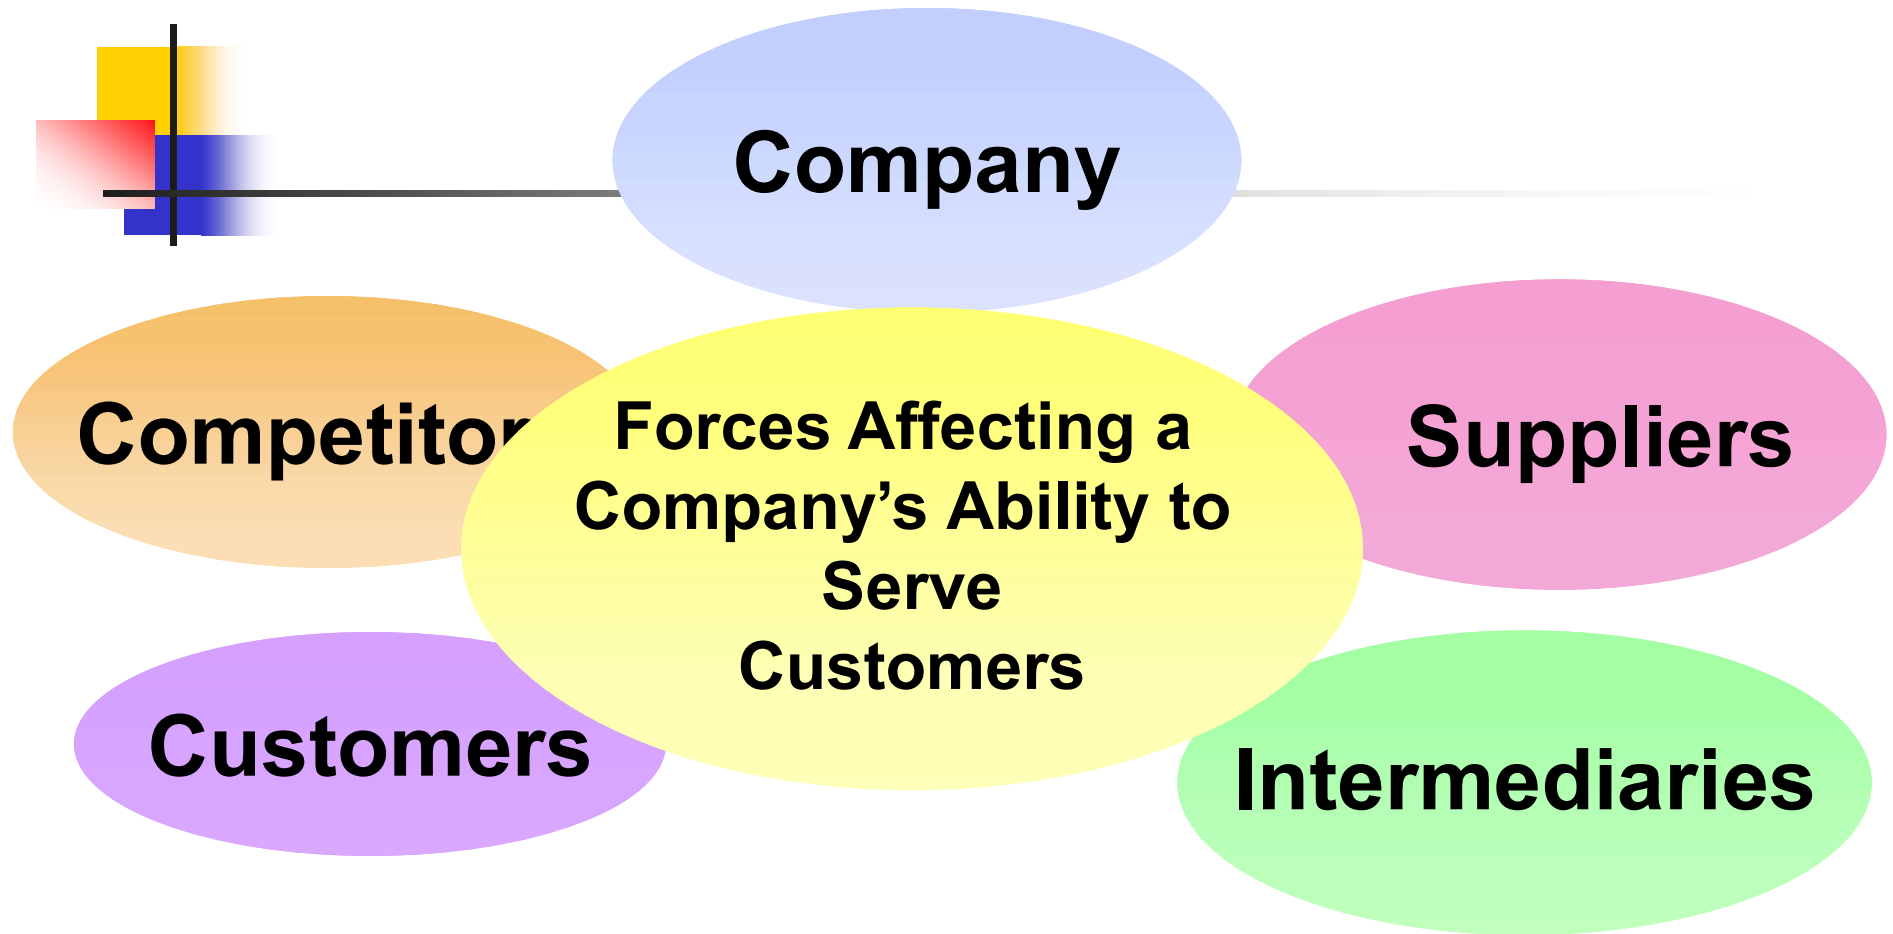 Company
Competitor
Suppliers
Forces Affecting a
Company’s Ability to
Serve
Customers
Customers
Intermediaries